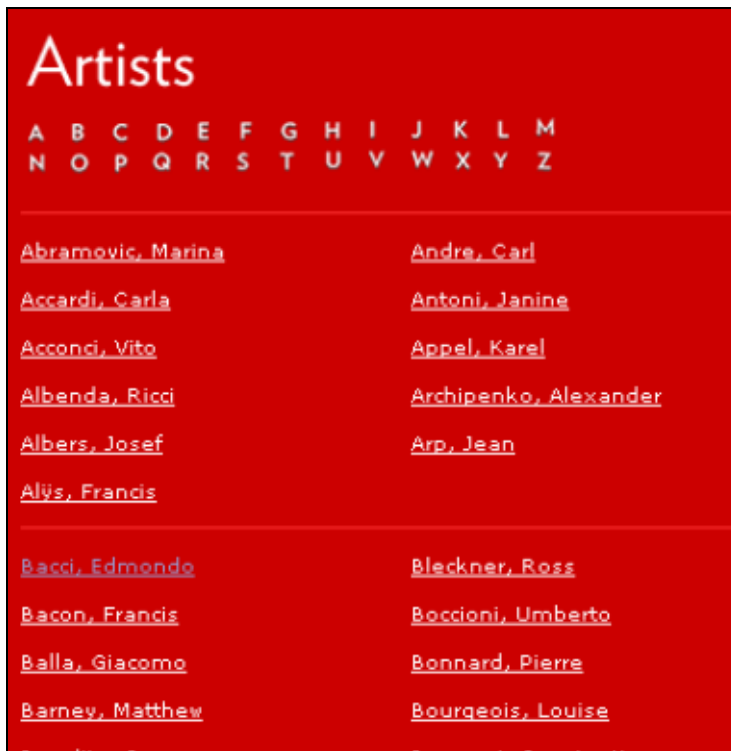 Artists
A B C D E F G H I J K L M
N O P Q R S T U V W X Y Z
Abramovic, Marina
Accardi, Carla
Acconci, Vito
Albenda, Ricci
Albers, Josef
Alÿs, Francis
Andre, Carl
Antoni, Janine
Appel, Karel
Archipenko, Alexander
Arp, Jean
Bacci, Edmondo
Bacon, Francis
Balla, Giacomo
Barney, Matthew
Bleckner, Ross
Boccioni, Umberto
Bonnard, Pierre
Bourgeois, Louise